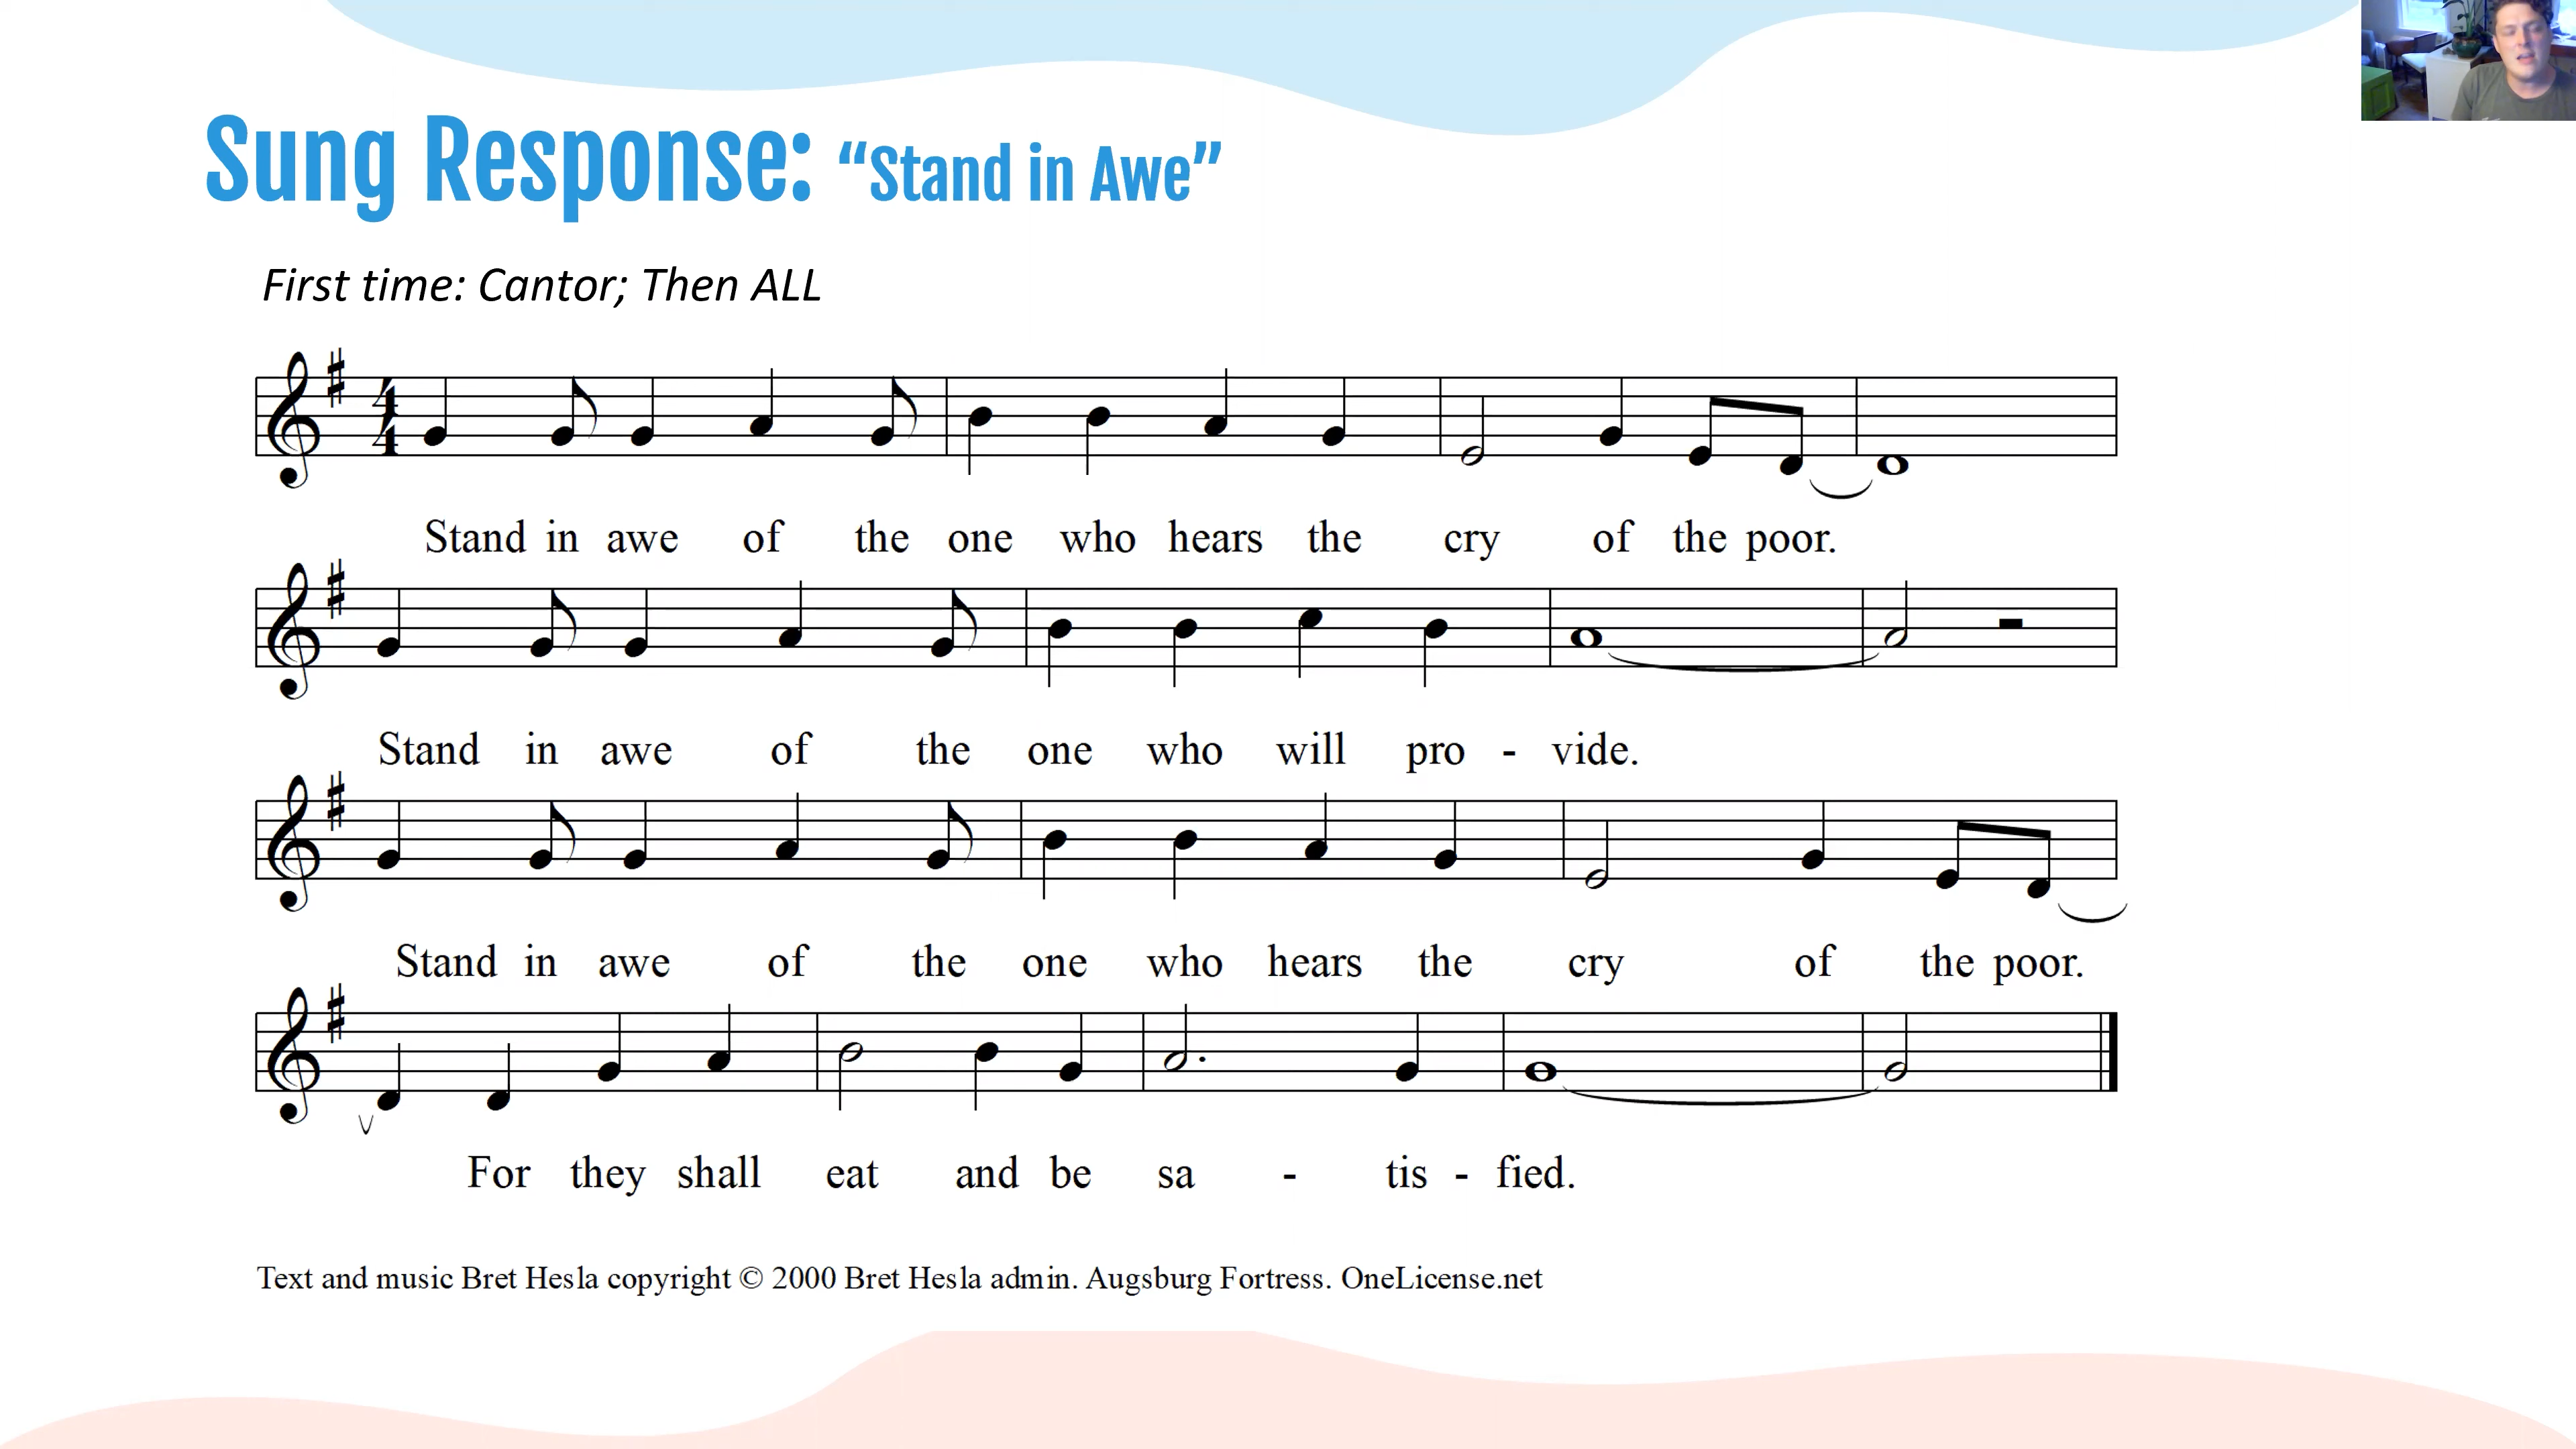 Sung Response: “Stand in Awe”
First time: Cantor; Then ALL
4
4
Stand in awe of the one who hears the cry of the poor.
Stand in awe of the one who will pro - vide.
Stand in awe of the one who hears the cry of the poor.
For they shall eat and be sa - tis - fied.
Text and music Bret Hesla copyright © 2000 Bret Hesla admin. Augsburg Fortress. OneLicense.net